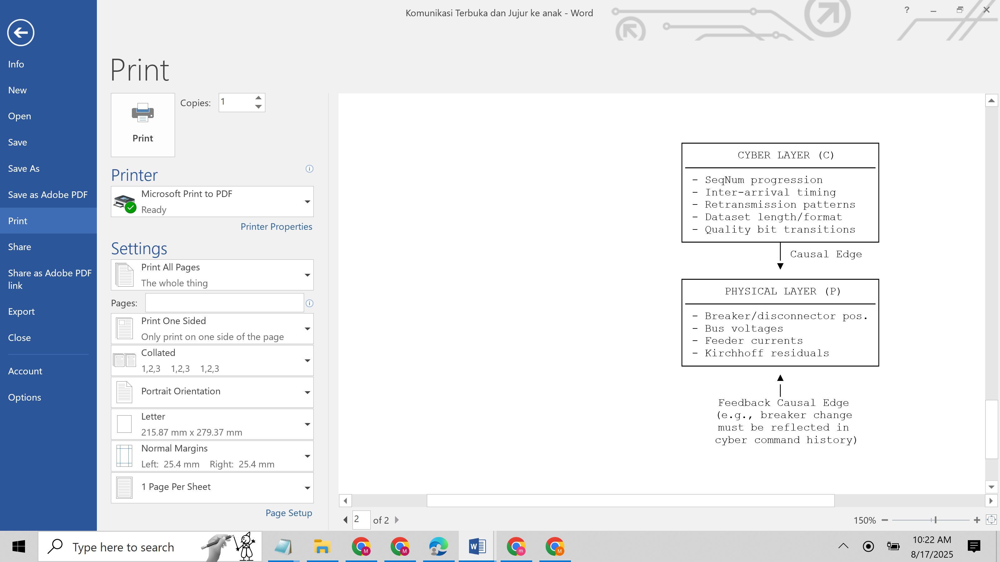 Komunikasi Terbuka dan Jujur ke anak - Word
?
Info
New
Open
Save
Save As
Save as Adobe PDF
Print
Share
Share as Adobe PDF
link
Export
Close
Account
Options
Print
Print
Copies: 1
Printer
Microsoft Print to PDF
Ready
Printer Properties
Settings
Print All Pages
The whole thing
Pages:
Print One Sided
Only print on one side of the page
Collated
1,2,3 1,2,3 1,2,3
Portrait Orientation
Letter
215.87 mm x 279.37 mm
Normal Margins
Left: 25.4 mm Right: 25.4 mm
1 Page Per Sheet
Page Setup
CYBER LAYER (C)
- SeqNum progression
- Inter-arrival timing
- Retransmission patterns
- Dataset length/format
- Quality bit transitions
Causal Edge
PHYSICAL LAYER (P)
- Breaker/disconnector pos.
- Bus voltages
- Feeder currents
- Kirchhoff residuals
Feedback Causal Edge
(e.g., breaker change
must be reflected in
cyber command history)
2 of 2
150%
Type here to search
M
M
W
m
M
10:22 AM
8/17/2025